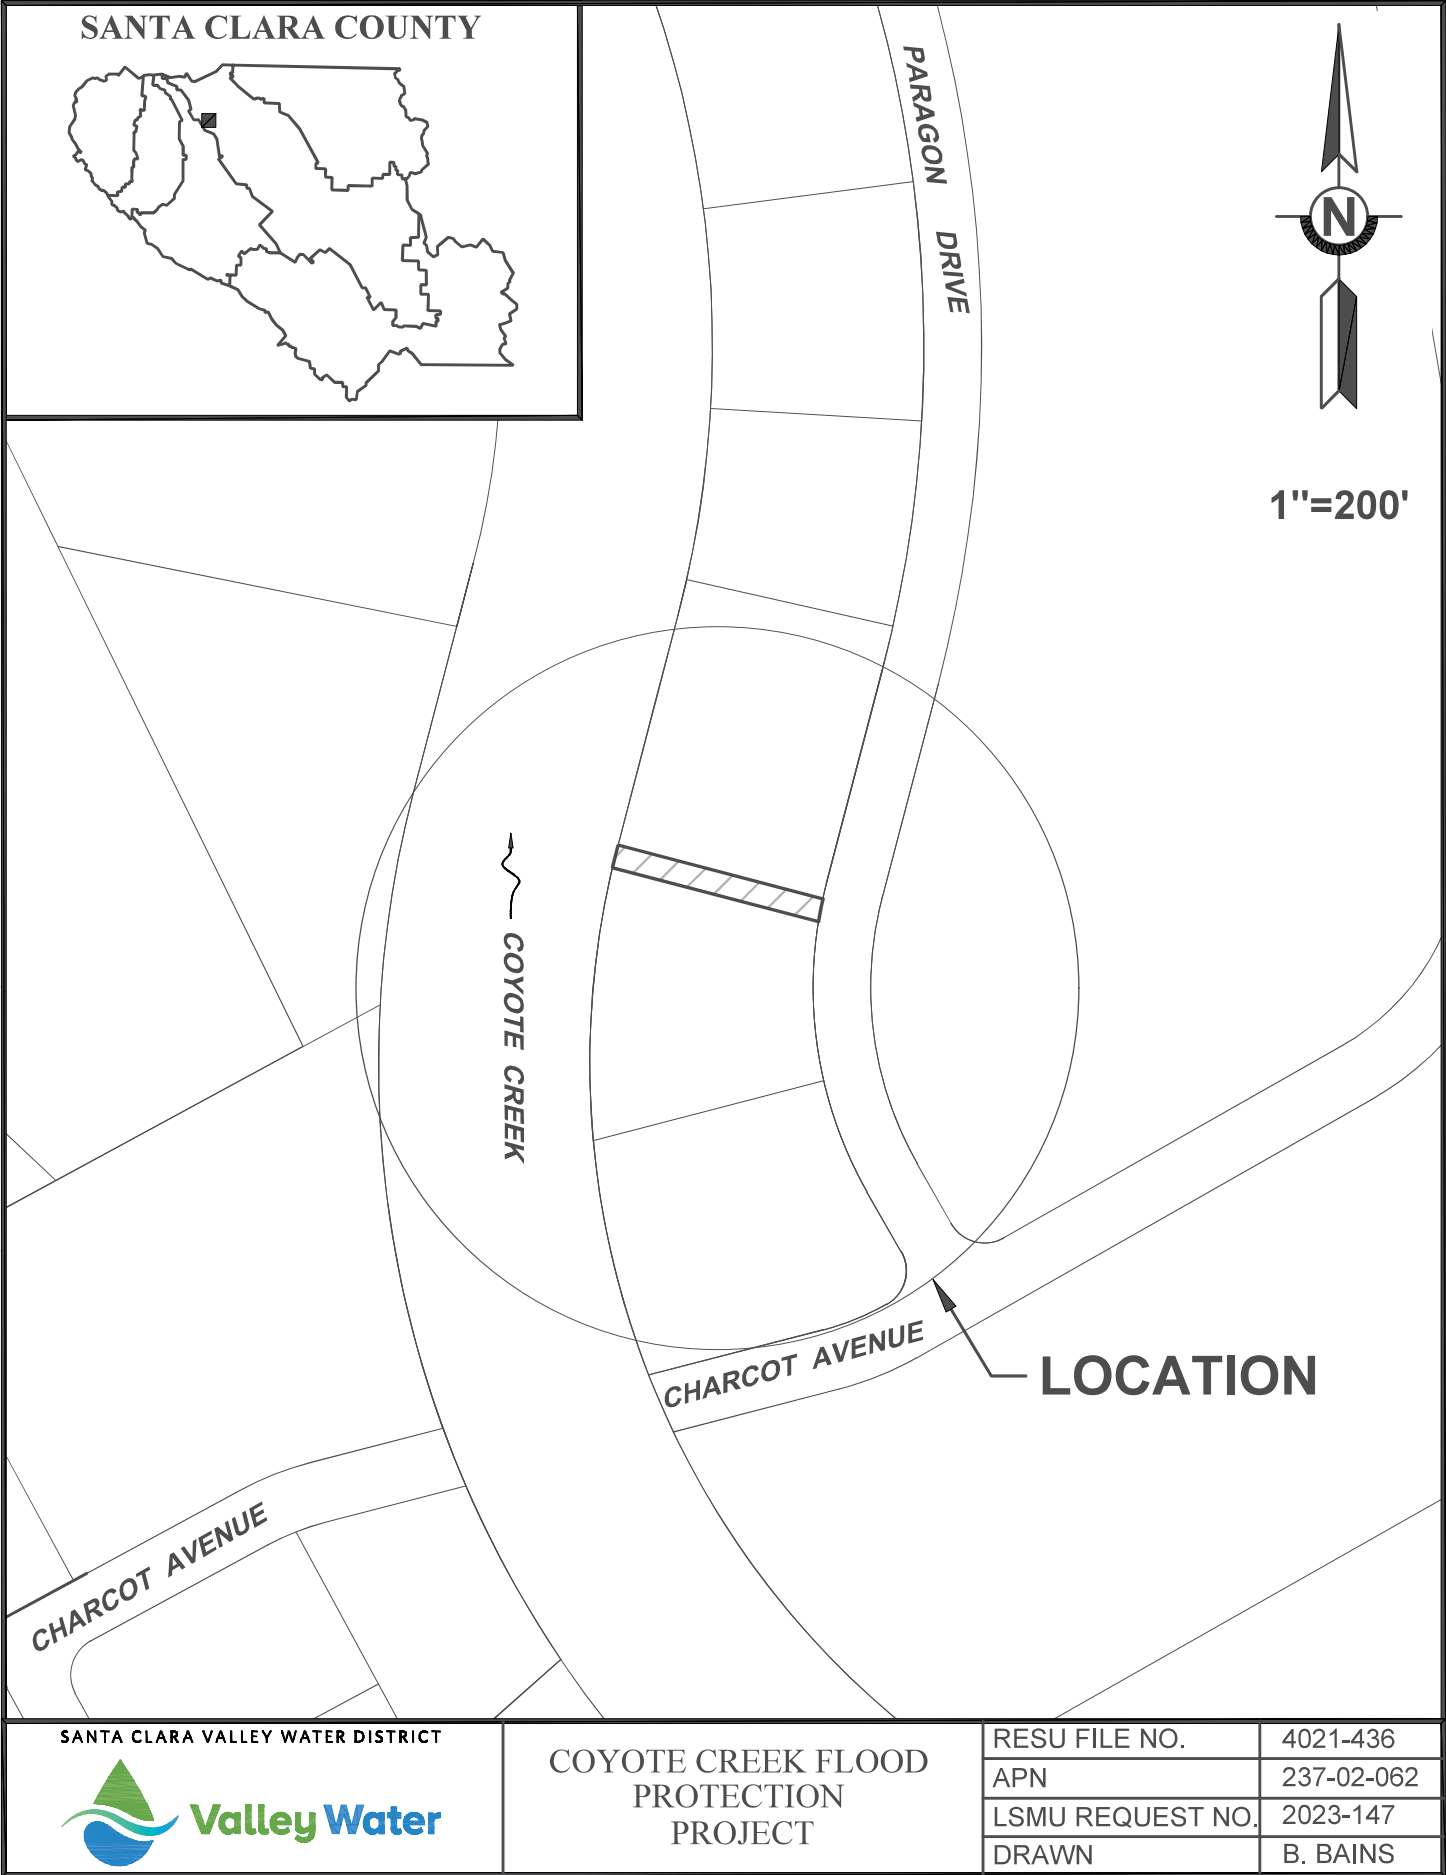 SANTA CLARA COUNTY
PARAGON DRIVE
N
1"=200'
COYOTE CREEK
CHARCOT AVENUE
LOCATION
CHARCOT AVENUE
SANTA CLARA VALLEY WATER DISTRICT
Valley Water
COYOTE CREEK FLOOD
PROTECTION
PROJECT
RESU FILE NO. 4021-436
APN 237-02-062
LSMU REQUEST NO. 2023-147
DRAWN B. BAINS